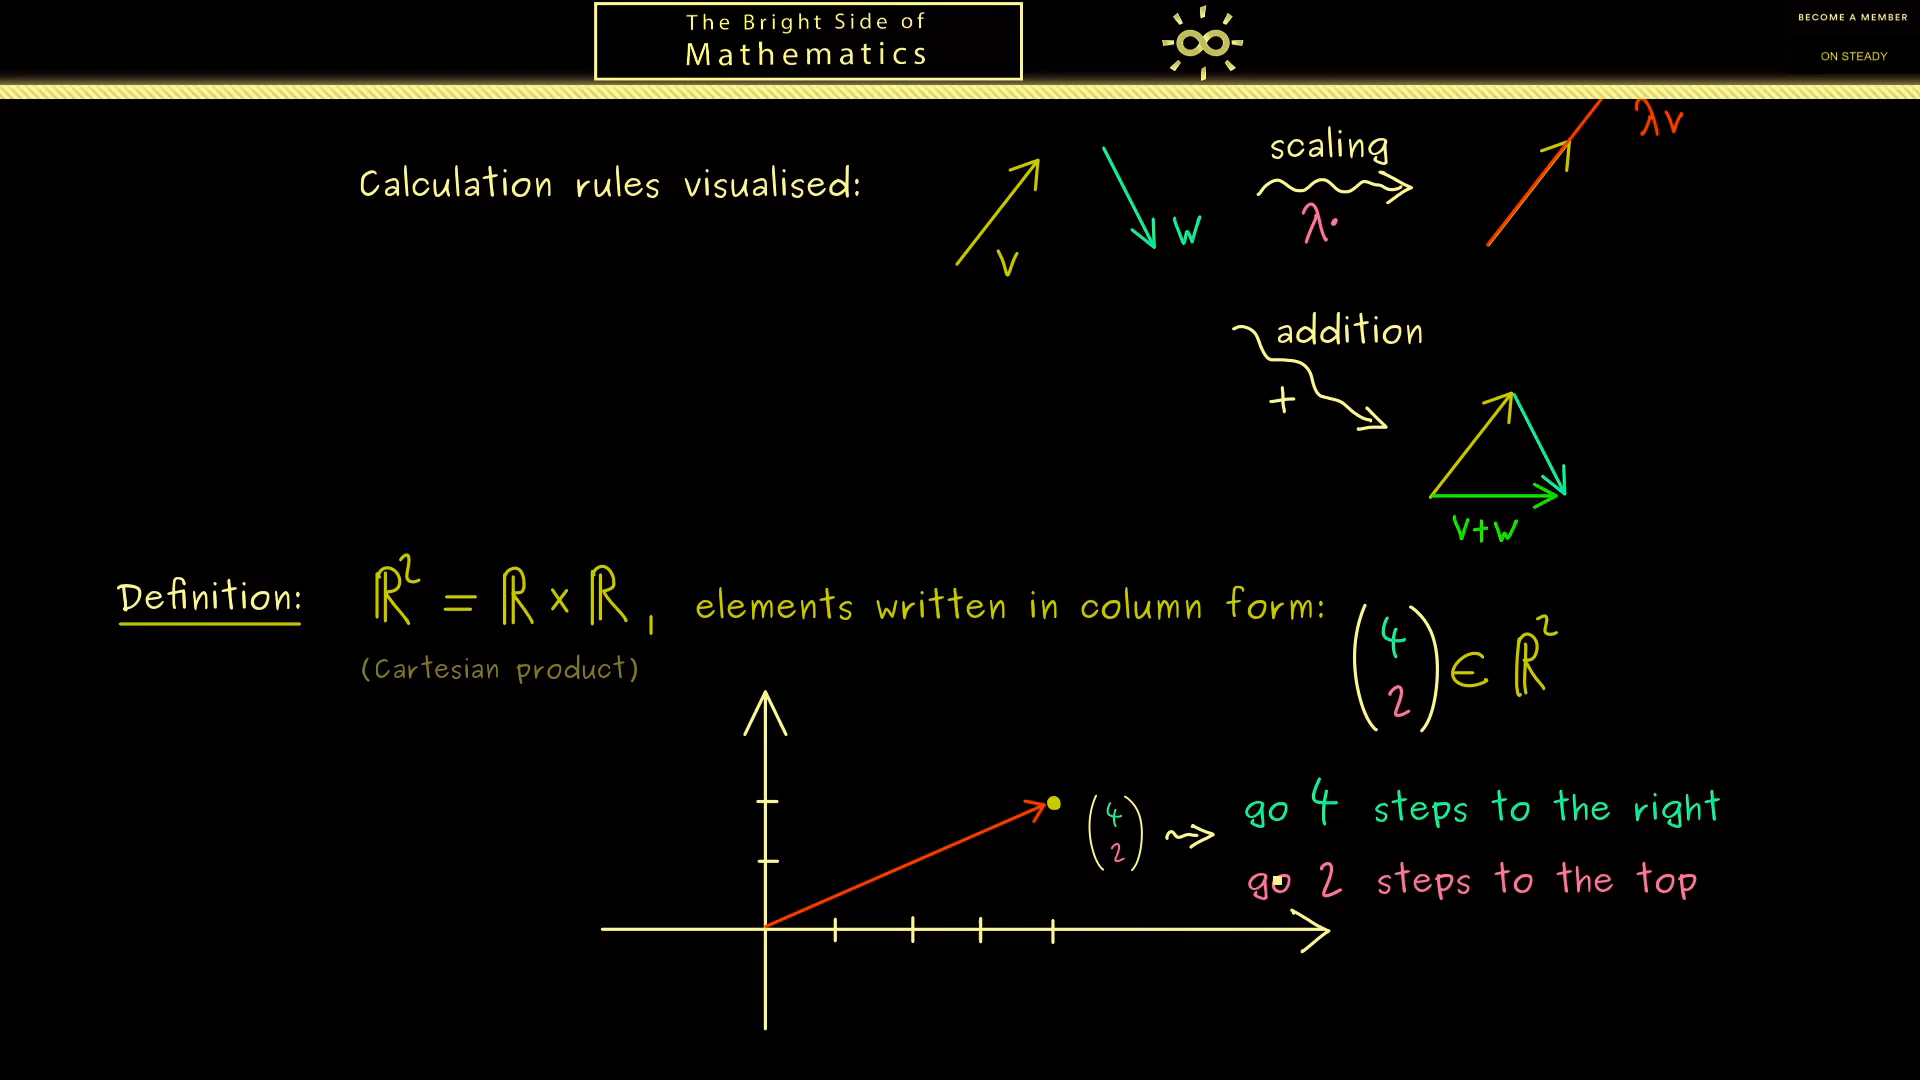 The Bright Side of
Mathematics
BECOME A MEMBER
ON STEADY
Calculation rules visualised:
v
w
scaling
λ·
λv
addition
+
v+w
Definition: ℝ² = ℝ × ℝ, elements written in column form: (4 2) ∈ ℝ²
(Cartesian product)
(4 2) ⇝ go 4 steps to the right
go 2 steps to the top